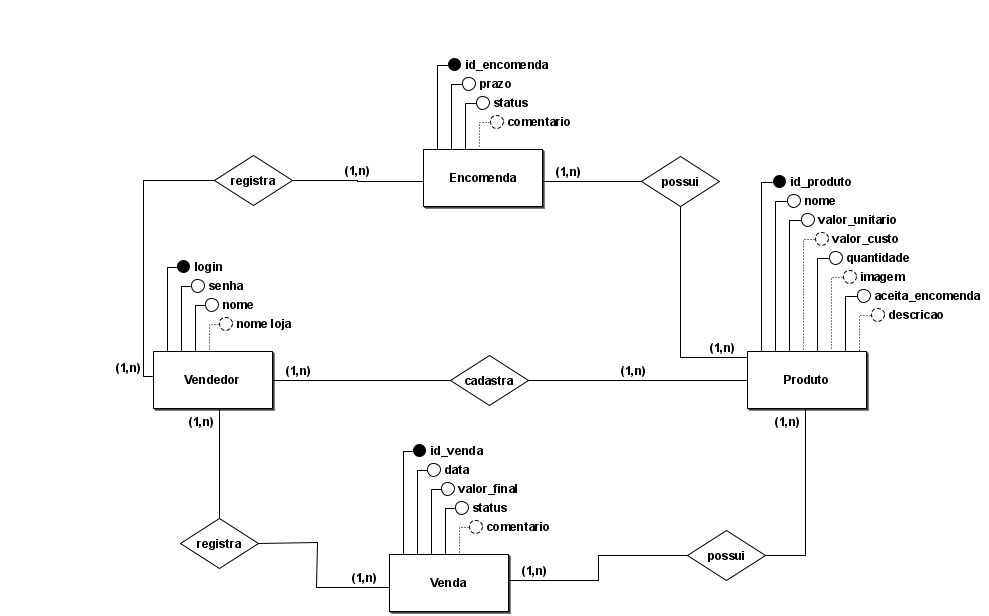 id_encomenda
prazo
status
comentario
(1,n)
registra
Encomenda
(1,n)
possui
id_produto
nome
valor_unitario
valor_custo
quantidade
imagem
aceita_encomenda
descricao
login
senha
nome
nome loja
(1,n)
(1,n)
Vendedor
(1,n)
cadastra
(1,n)
Produto
(1,n)
(1,n)
id_venda
data
valor_final
status
comentario
registra
possui
(1,n)
Venda
(1,n)